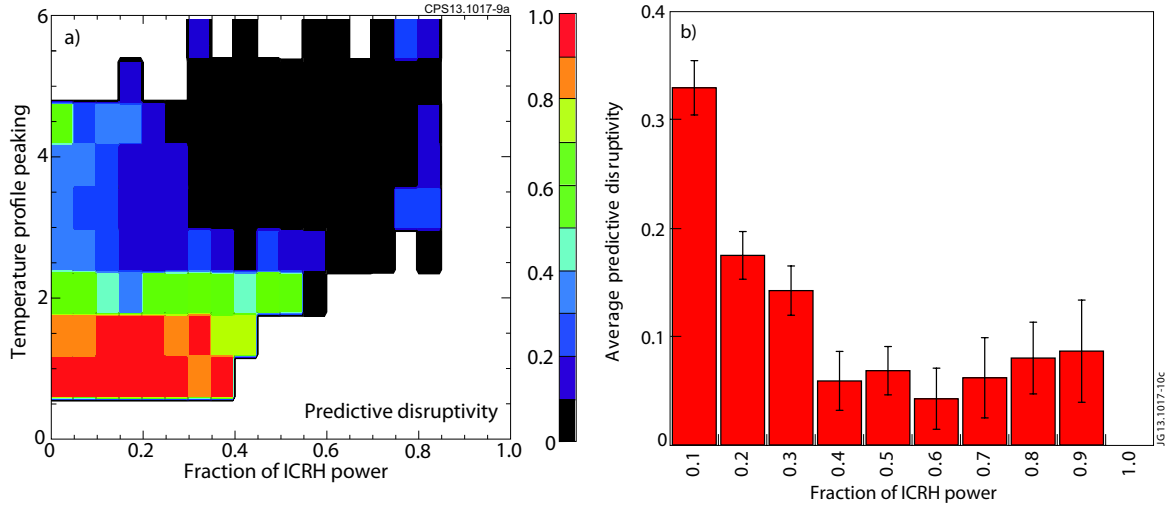 CPS13.1017-9a
a)
Temperature profile peaking
6
4
2
0
0 0.2 0.4 0.6 0.8 1.0
Fraction of ICRH power
Predictive disruptivity
1.0
0.8
0.6
0.4
0.2
0
b)
Average predictive disruptivity
0.4
0.3
0.2
0.1
0
0.1 0.2 0.3 0.4 0.5 0.6 0.7 0.8 0.9 1.0
Fraction of ICRH power
JG13.1017-10c